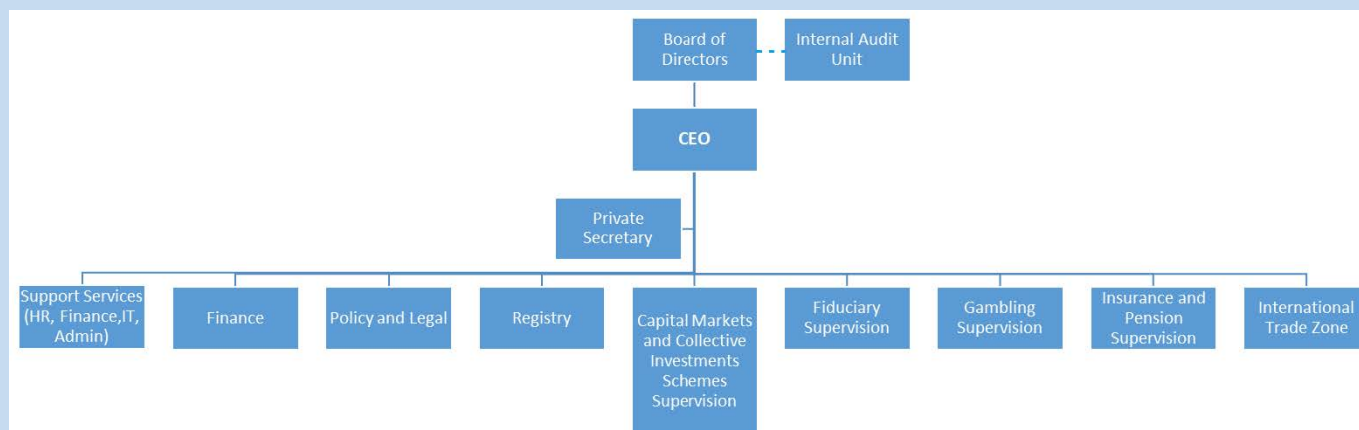 Board of
Directors
Internal Audit
Unit
CEO
Private
Secretary
Support Services
(HR, Finance,IT,
Admin)
Finance
Policy and Legal
Registry
Capital Markets
and Collective
Investments
Schemes
Supervision
Fiduciary
Supervision
Gambling
Supervision
Insurance and
Pension
Supervision
International
Trade Zone